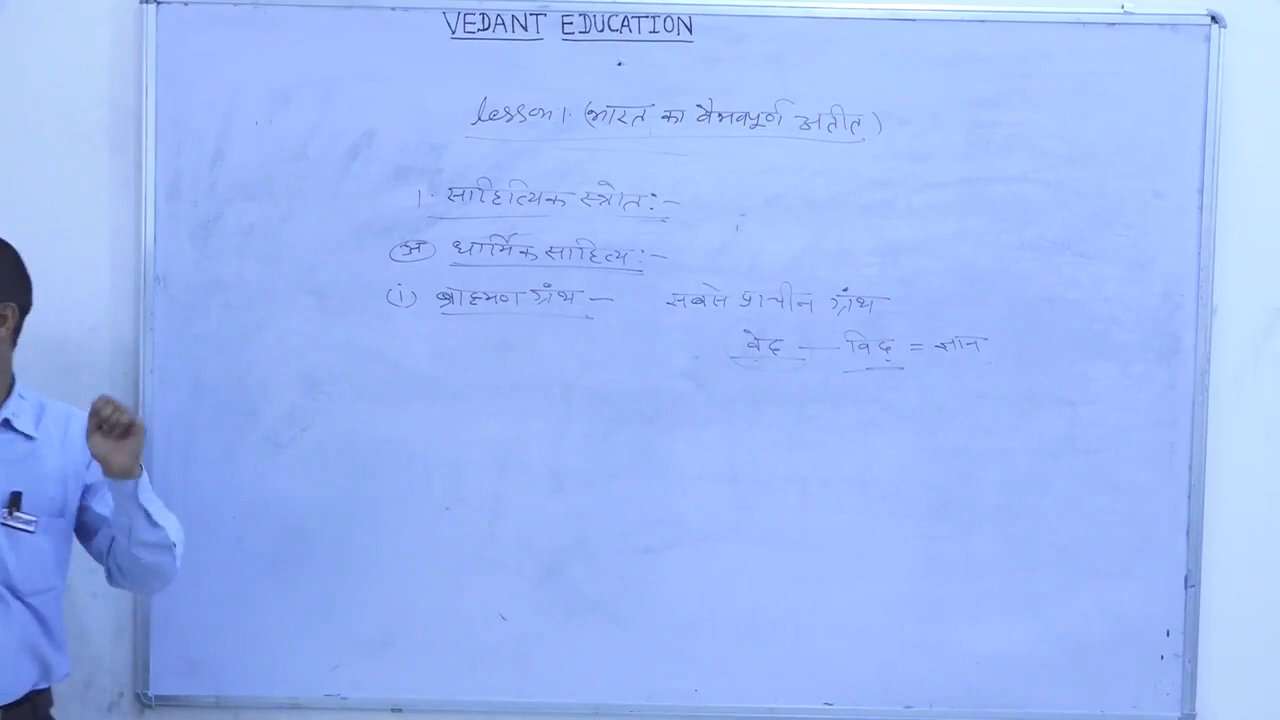 VEDANT EDUCATION
lesson 1. (भारत का वैभवपूर्ण अतीत)
1. साहित्यिक स्त्रोत:-
अ धार्मिक साहित्य:-
(i) ब्राह्मण ग्रंथ - सबसे प्राचीन ग्रंथ
वेद — विद् = ज्ञान